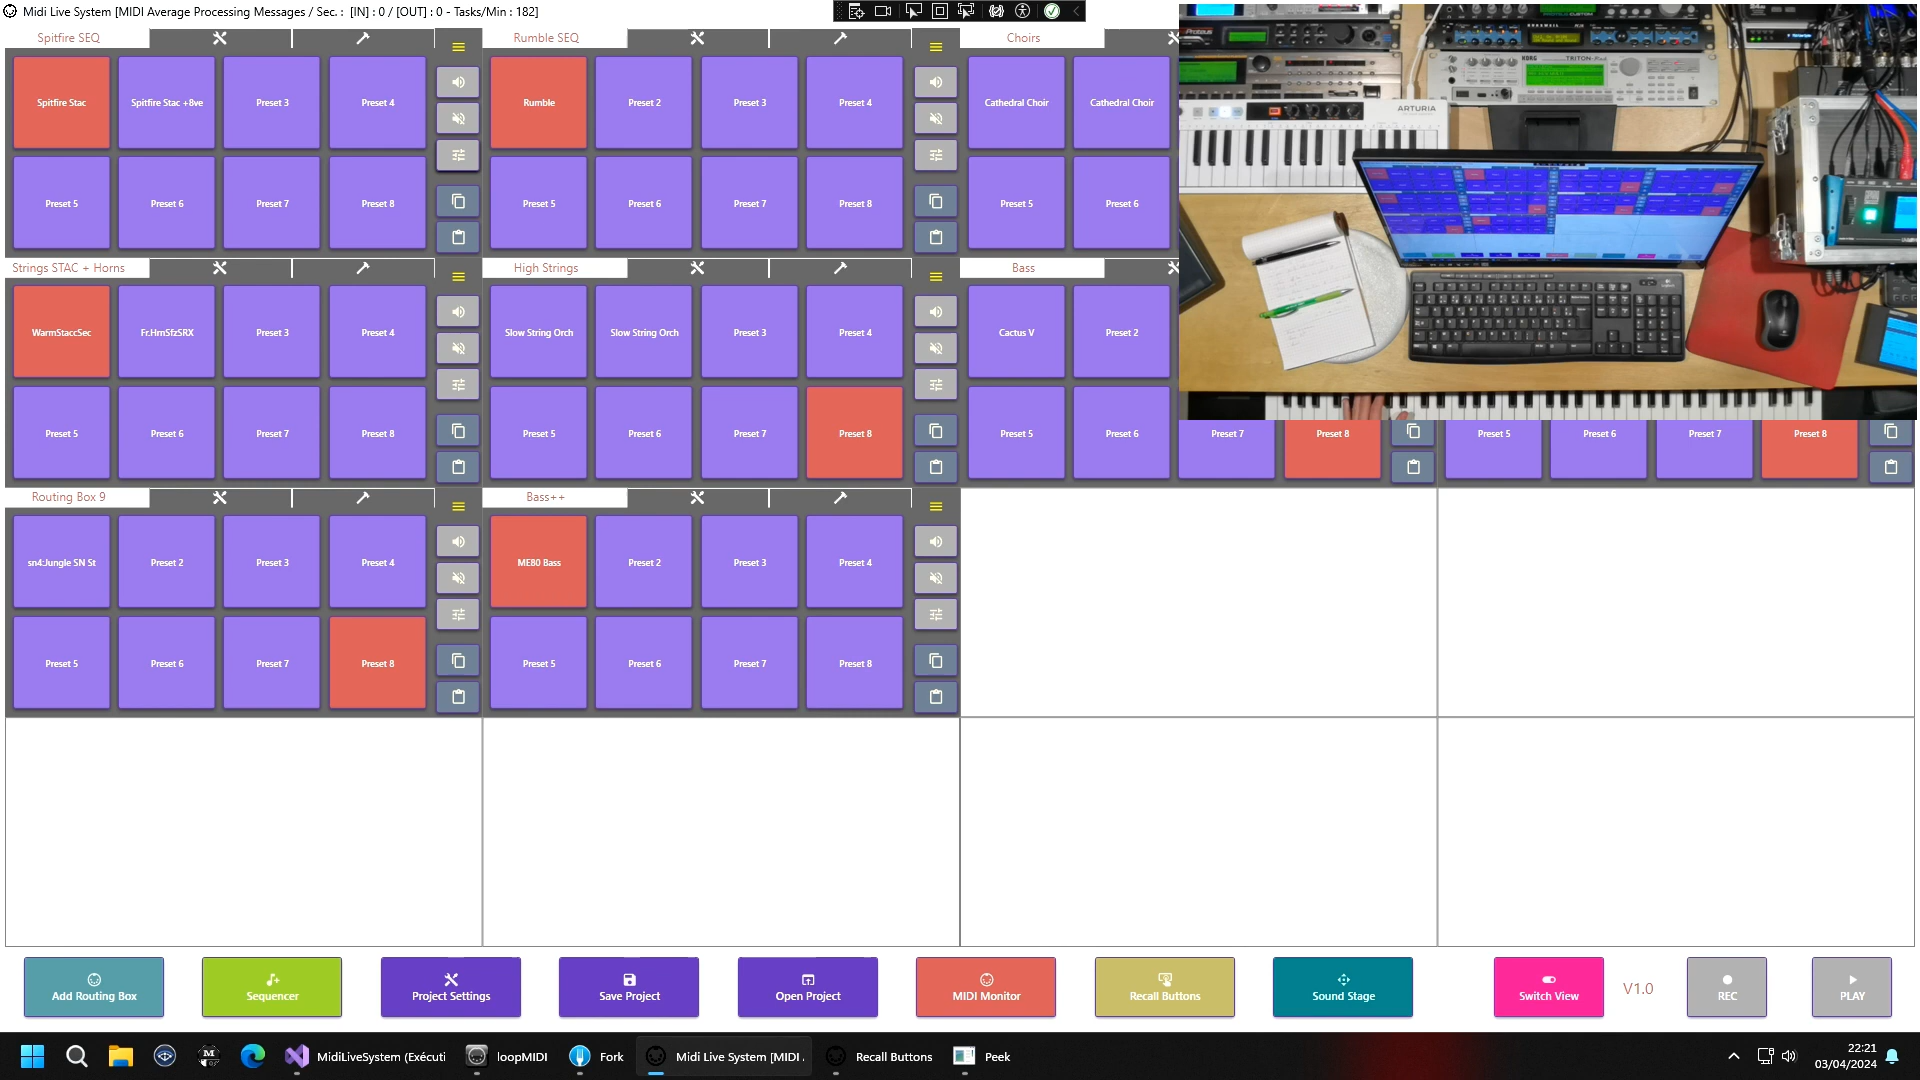 Midi Live System [MIDI Average Processing Messages / Sec. : [IN] : 0 / [OUT] : 0 - Tasks/Min : 182]
Spitfire SEQ
Rumble SEQ
Choirs
Spitfire Stac
Spitfire Stac +8ve
Preset 3
Preset 4
Rumble
Preset 2
Preset 3
Preset 4
Cathedral Choir
Cathedral Choir
Preset 5
Preset 6
Preset 7
Preset 8
Preset 5
Preset 6
Preset 7
Preset 8
Preset 5
Preset 6
ARTURIA
KORG
TRITON-Rack
Strings STAC + Horns
High Strings
Bass
WarmStaccSec
Fr.HrnSfzSRX
Preset 3
Preset 4
Slow String Orch
Slow String Orch
Preset 3
Preset 4
Cactus V
Preset 2
Preset 5
Preset 6
Preset 7
Preset 8
Preset 5
Preset 6
Preset 7
Preset 8
Preset 5
Preset 6
Preset 7
Preset 8
Preset 5
Preset 6
Preset 7
Preset 8
Routing Box 9
Bass++
sn4:Jungle SN St
Preset 2
Preset 3
Preset 4
ME80 Bass
Preset 2
Preset 3
Preset 4
Preset 5
Preset 6
Preset 7
Preset 8
Preset 5
Preset 6
Preset 7
Preset 8
Add Routing Box
Sequencer
Project Settings
Save Project
Open Project
MIDI Monitor
Recall Buttons
Sound Stage
Switch View
V1.0
REC
PLAY
MidiLiveSystem (Exécuti
loopMIDI
Fork
Midi Live System [MIDI .
Recall Buttons
Peek
22:21
03/04/2024